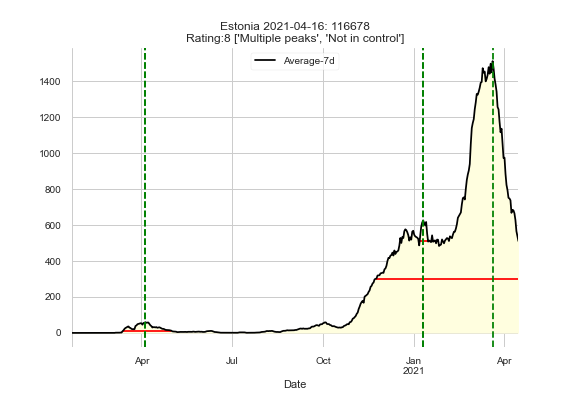 Estonia 2021-04-16: 116678
Rating:8 ['Multiple peaks', 'Not in control']
Average-7d
1400
1200
1000
800
600
400
200
0
Apr
Jul
Oct
Jan
2021
Apr
Date